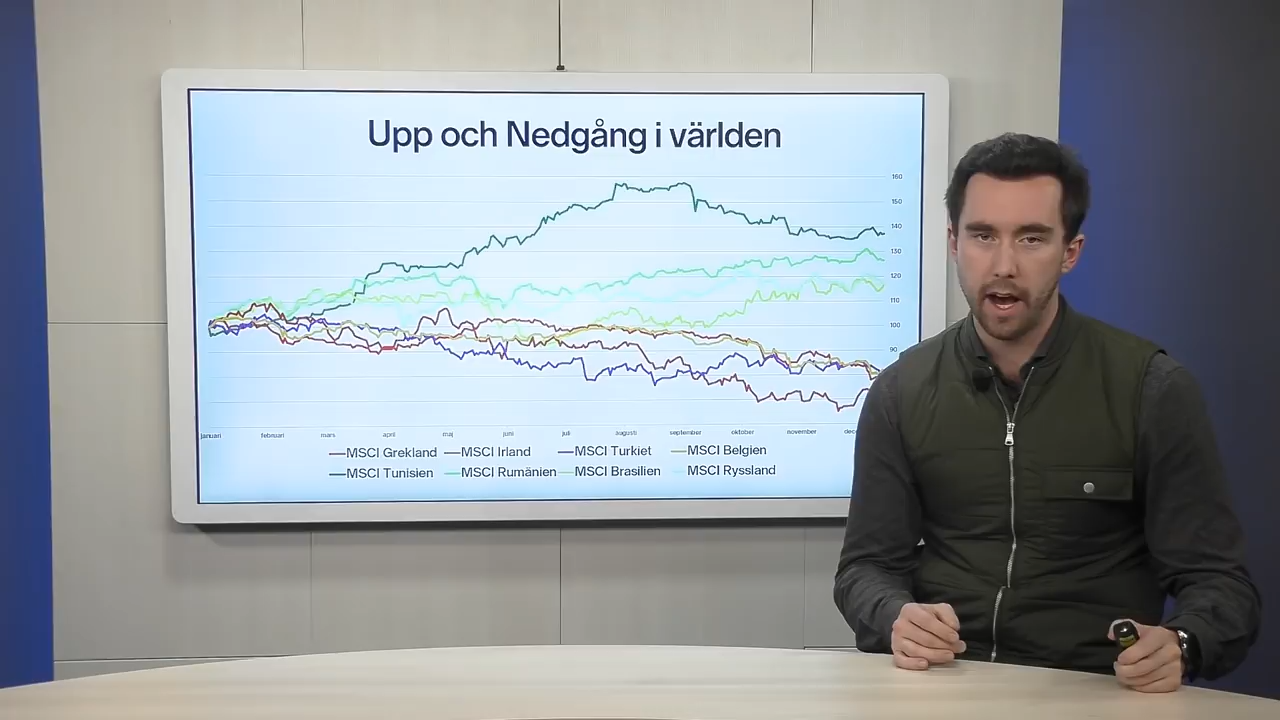 Upp och Nedgång i världen
160
150
140
130
120
110
100
90
januari februari mars april maj juni juli augusti september oktober november
MSCI Grekland MSCI Irland MSCI Turkiet MSCI Belgien
MSCI Tunisien MSCI Rumänien MSCI Brasilien MSCI Ryssland